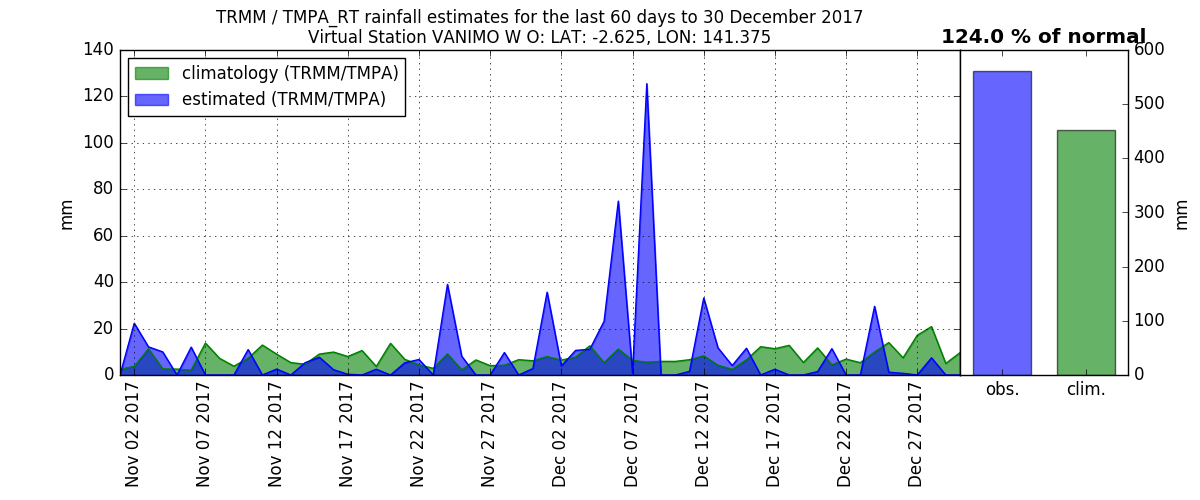 TRMM / TMPA_RT rainfall estimates for the last 60 days to 30 December 2017
Virtual Station VANIMO W O: LAT: -2.625, LON: 141.375
124.0 % of normal
climatology (TRMM/TMPA)
estimated (TRMM/TMPA)
140
120
100
80
60
40
20
0
mm
Nov 02 2017
Nov 07 2017
Nov 12 2017
Nov 17 2017
Nov 22 2017
Nov 27 2017
Dec 02 2017
Dec 07 2017
Dec 12 2017
Dec 17 2017
Dec 22 2017
Dec 27 2017
obs.
clim.
600
500
400
300
200
100
0
mm